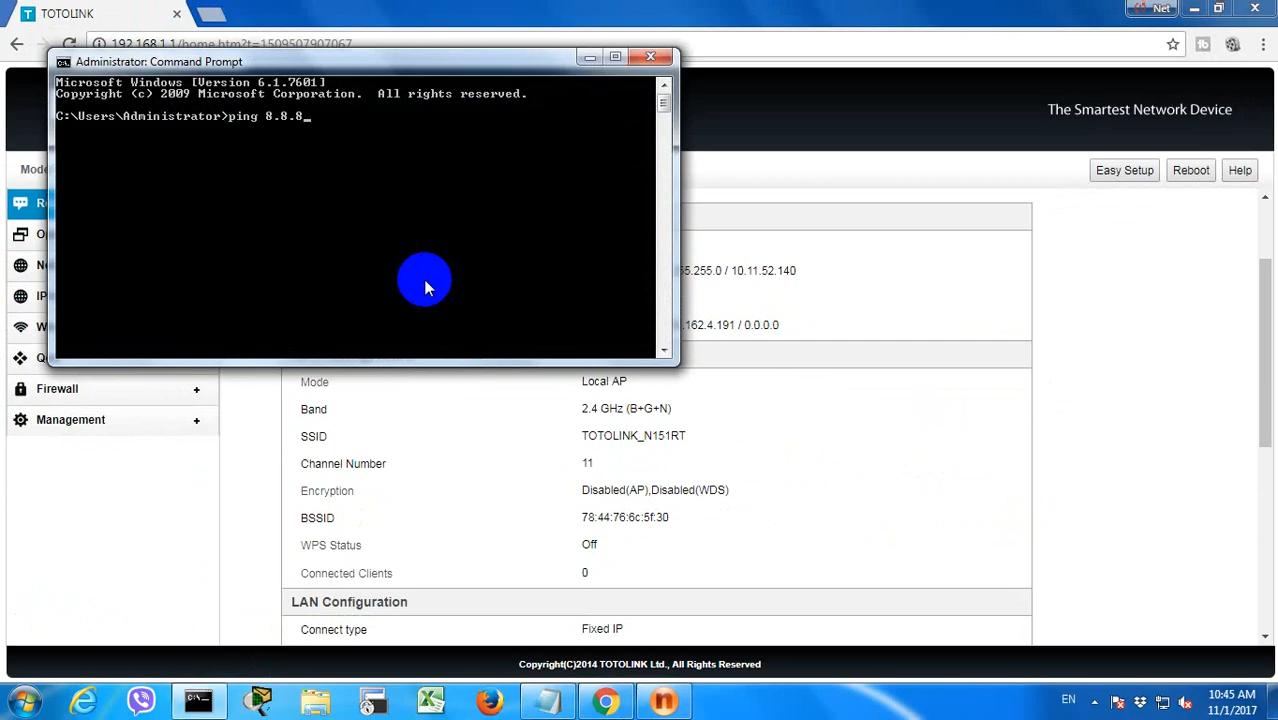 TOTOLINK
Net
192.168.1.1/home.htm?t=1509507907067
Administrator: Command Prompt
Microsoft Windows [Version 6.1.7601]
Copyright (c) 2009 Microsoft Corporation.  All rights reserved.
C:\Users\Administrator>ping 8.8.8_
The Smartest Network Device
Easy Setup
Reboot
Help
55.255.0 / 10.11.52.140
.162.4.191 / 0.0.0.0
Firewall +
Management +
Mode Local AP
Band 2.4 GHz (B+G+N)
SSID TOTOLINK_N151RT
Channel Number 11
Encryption Disabled(AP),Disabled(WDS)
BSSID 78:44:76:6c:5f:30
WPS Status Off
Connected Clients 0
LAN Configuration
Connect type Fixed IP
Copyright(C)2014 TOTOLINK Ltd., All Rights Reserved
EN
10:45 AM
11/1/2017